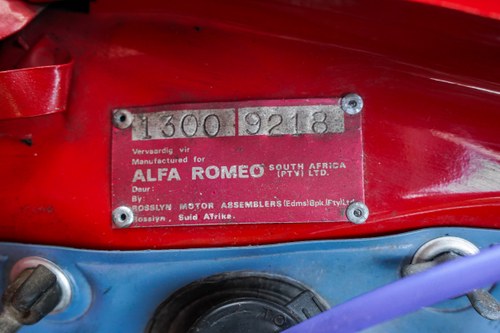 1300 9218
Vervaardig vir
Manufactured for
ALFA ROMEO SOUTH AFRICA
(PTY) LTD.
Deur:
By:
ROSSLYN MOTOR ASSEMBLERS (Edms) Bpk. (Pty) Ltd.
Rosslyn, Suid Afrika.